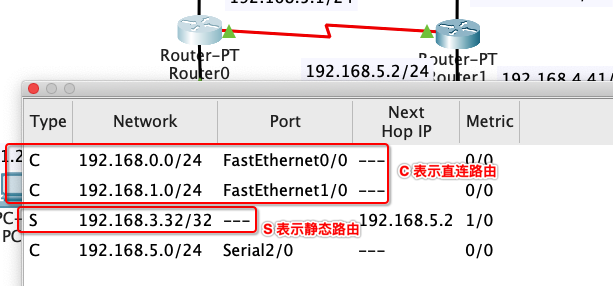 192.168.5.1/24
Router-PT
Router0
Router-PT
Router1
192.168.5.2/24
192.168.4.41/
Type Network Port Next Hop IP Metric
C 192.168.0.0/24 FastEthernet0/0 --- 0/0
C 192.168.1.0/24 FastEthernet1/0 --- 0/0
C 表示直连路由
S 192.168.3.32/32 --- 192.168.5.2 1/0
S 表示静态路由
C 192.168.5.0/24 Serial2/0 --- 0/0
1.2
PC-
PC